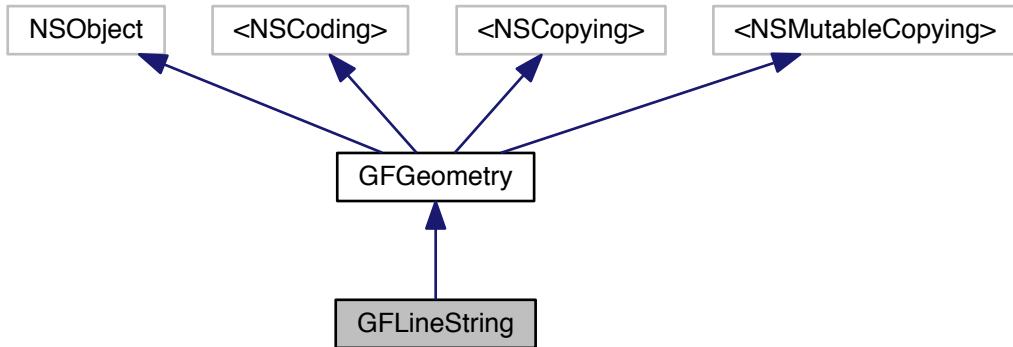 NSObject
<NSCoding>
<NSCopying>
<NSMutableCopying>
GFGeometry
GFLineString